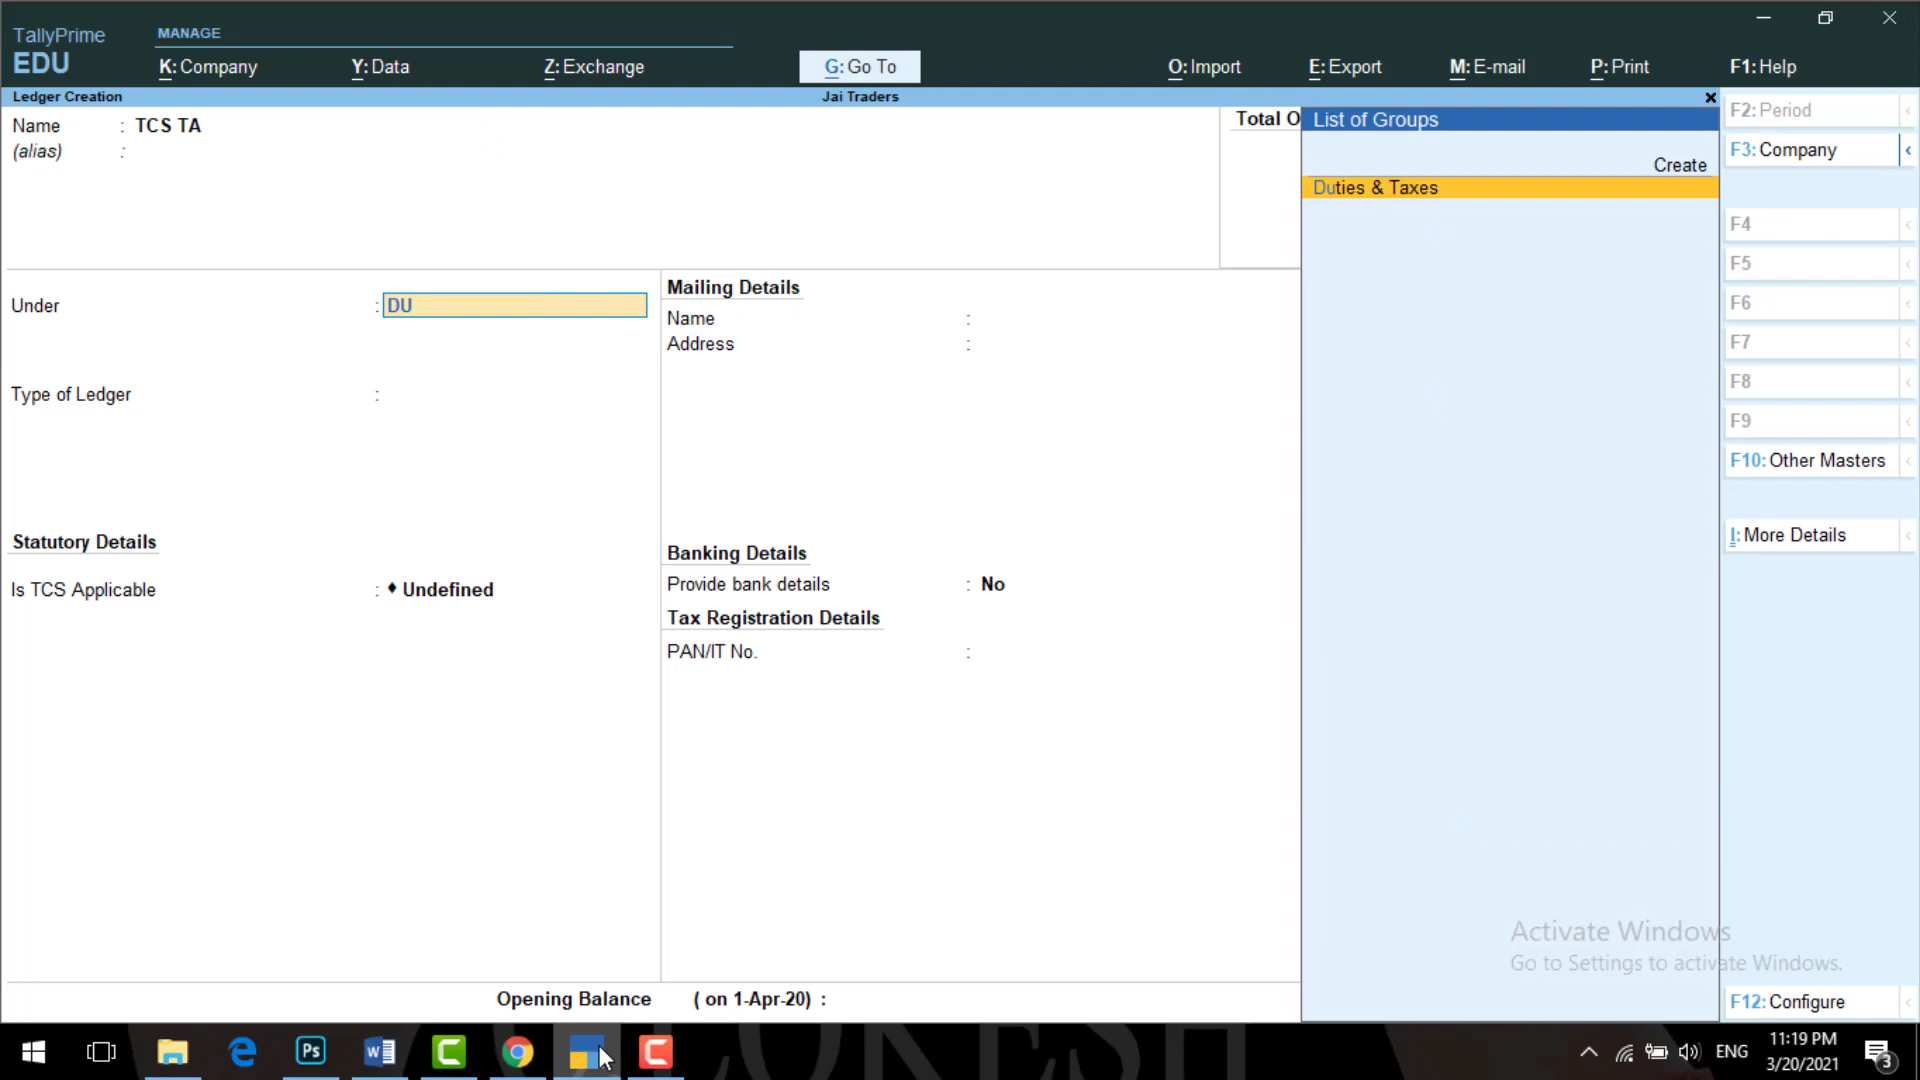 TallyPrime
EDU
MANAGE
K: Company
Y: Data
Z: Exchange
G: Go To
O: Import
E: Export
M: E-mail
P: Print
F1: Help
Ledger Creation
Jai Traders
Name : TCS TA
(alias) :
Total O
List of Groups
Create
Duties & Taxes
Under : DU
Type of Ledger :
Statutory Details
Is TCS Applicable : ♦ Undefined
Mailing Details
Name :
Address :
Banking Details
Provide bank details : No
Tax Registration Details
PAN/IT No. :
Opening Balance ( on 1-Apr-20) :
F2: Period
F3: Company
F4
F5
F6
F7
F8
F9
F10: Other Masters
I: More Details
F12: Configure
Activate Windows
Go to Settings to activate Windows.
Ps
ENG
11:19 PM
3/20/2021
3